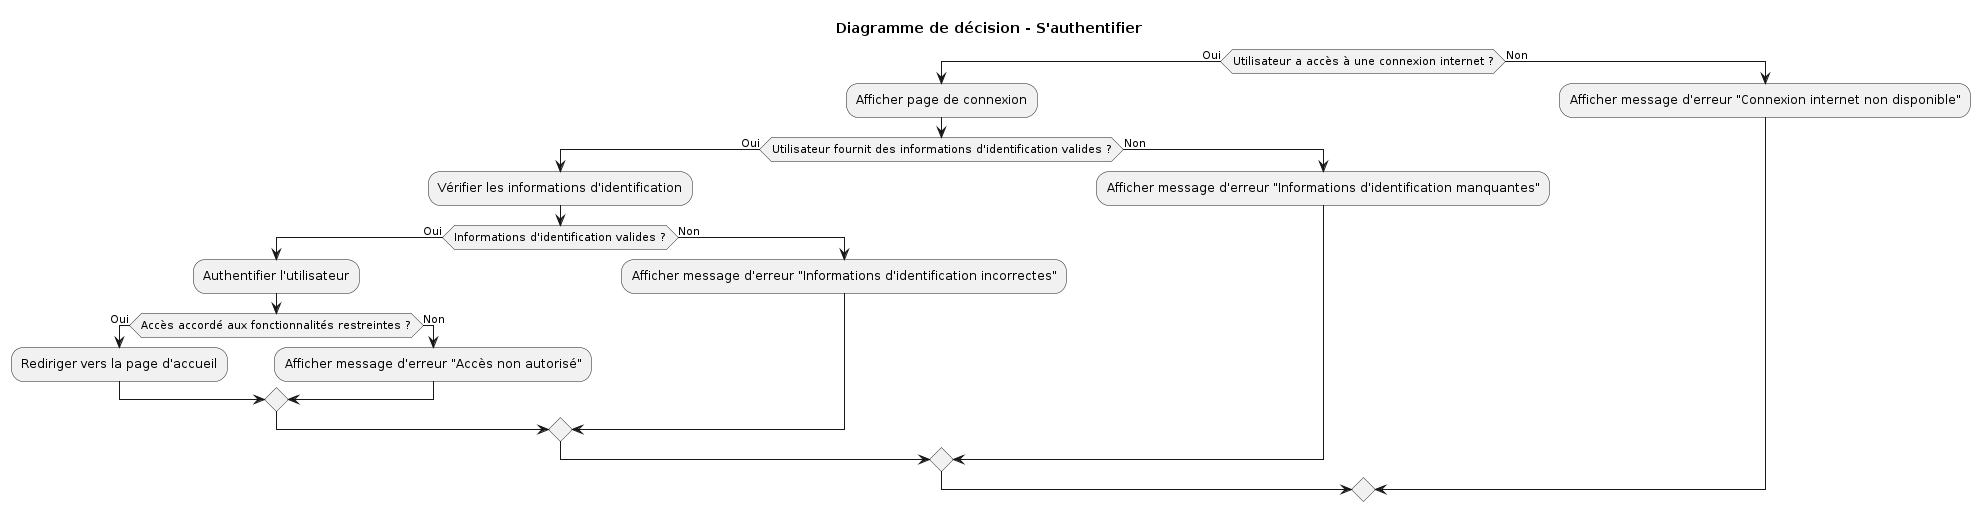 Diagramme de décision - S'authentifier
Oui
Utilisateur a accès à une connexion internet ?
Non
Afficher page de connexion
Afficher message d'erreur "Connexion internet non disponible"
Oui
Utilisateur fournit des informations d'identification valides ?
Non
Vérifier les informations d'identification
Afficher message d'erreur "Informations d'identification manquantes"
Oui
Informations d'identification valides ?
Non
Authentifier l'utilisateur
Afficher message d'erreur "Informations d'identification incorrectes"
Oui
Accès accordé aux fonctionnalités restreintes ?
Non
Rediriger vers la page d'accueil
Afficher message d'erreur "Accès non autorisé"